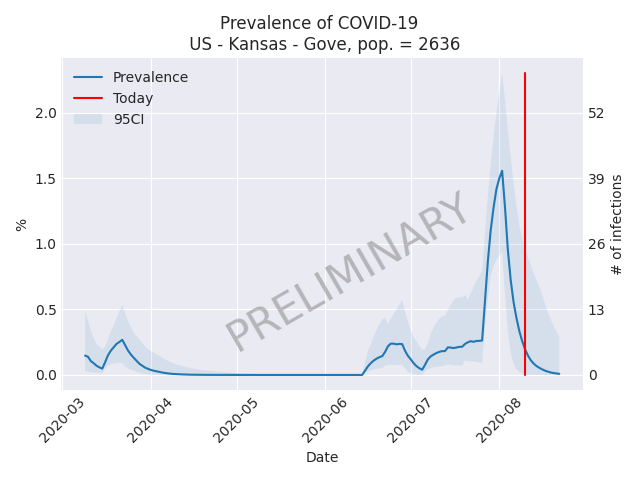 Prevalence of COVID-19
US - Kansas - Gove, pop. = 2636
Prevalence
Today
95CI
PRELIMINARY
%
2.0
1.5
1.0
0.5
0.0
# of infections
52
39
26
13
0
2020-03
2020-04
2020-05
2020-06
2020-07
2020-08
Date